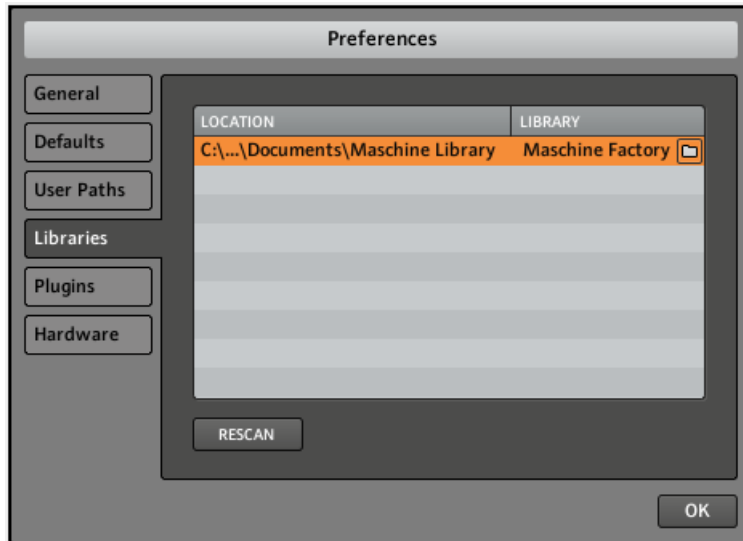 Preferences
General
Defaults
User Paths
Libraries
Plugins
Hardware
LOCATION LIBRARY
C:\...\Documents\Maschine Library Maschine Factory
RESCAN
OK